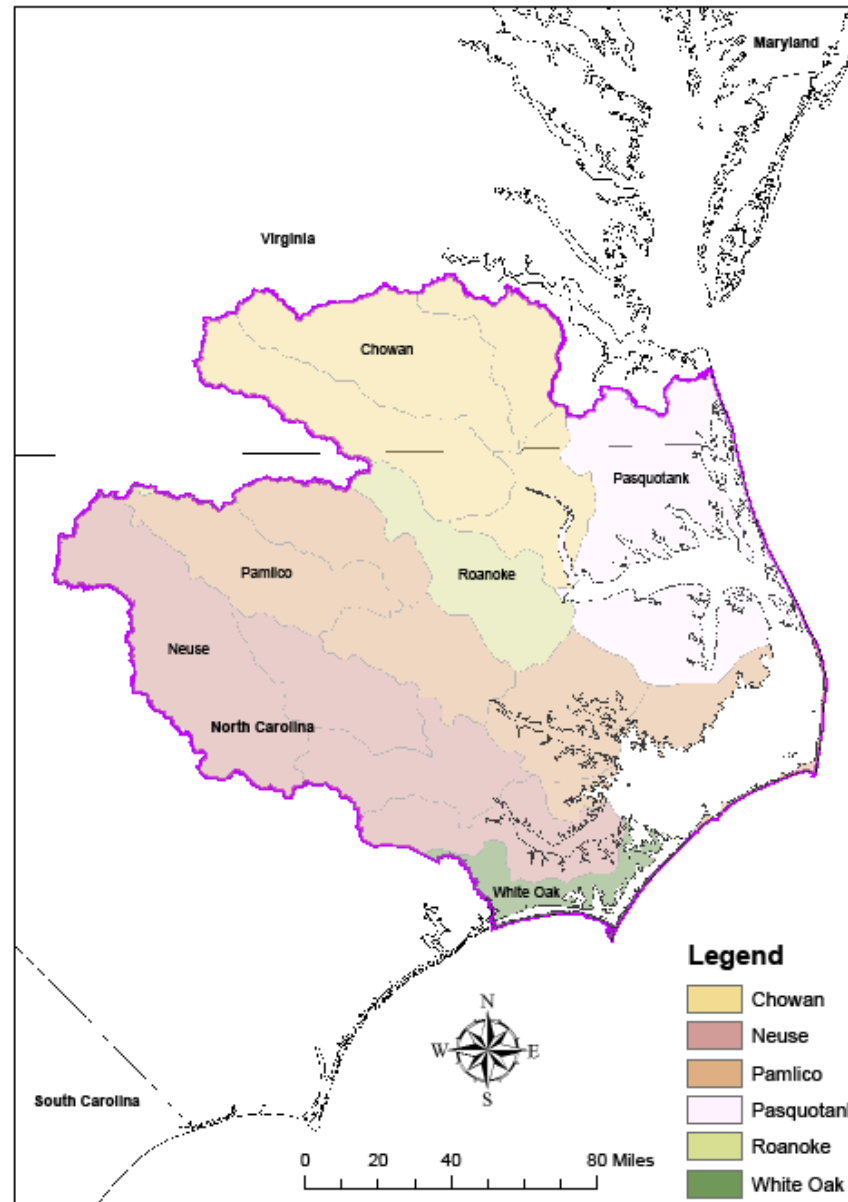 Maryland
Virginia
Chowan
Pasquotank
Pamlico
Roanoke
Neuse
North Carolina
White Oak
Legend
Chowan
Neuse
Pamlico
Pasquotank
Roanoke
White Oak
N
W E
S
South Carolina
0 20 40 80 Miles